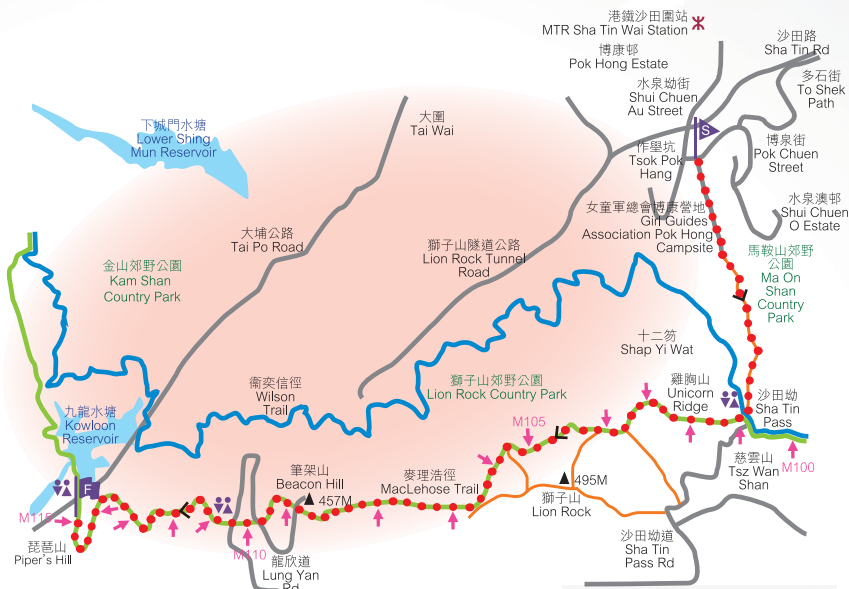 港鐵沙田圍站
MTR Sha Tin Wai Station
博康邨
Pok Hong Estate
沙田路
Sha Tin Rd
水泉坳街
Shui Chuen
Au Street
多石街
To Shek
Path
S
下城門水塘
Lower Shing
Mun Reservoir
大圍
Tai Wai
作壆坑
Tsok Pok
Hang
博泉街
Pok Chuen
Street
水泉澳邨
Shui Chuen
O Estate
女童軍總會博康營地
Girl Guides
Association Pok Hong
Campsite
大埔公路
Tai Po Road
獅子山隧道公路
Lion Rock Tunnel
Road
馬鞍山郊野
公園
Ma On
Shan
Country
Park
金山郊野公園
Kam Shan
Country Park
十二笏
Shap Yi Wat
衞奕信徑
Wilson
Trail
獅子山郊野公園
Lion Rock Country Park
雞胸山
Unicorn
Ridge
沙田坳
Sha Tin
Pass
九龍水塘
Kowloon
Reservoir
M105
M100
筆架山
Beacon Hill
457M
麥理浩徑
MacLehose Trail
495M
獅子山
Lion Rock
慈雲山
Tsz Wan
Shan
F
M115
琵琶山
Piper's Hill
M110
龍欣道
Lung Yan
Rd
沙田坳道
Sha Tin
Pass Rd